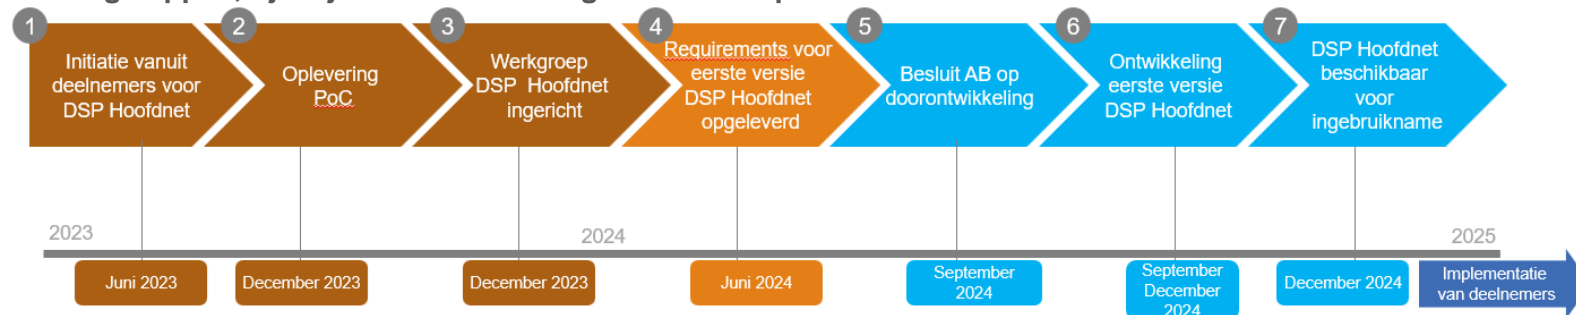 1
Initiatie vanuit
deelnemers voor
DSP Hoofdnet
2
Oplevering
PoC
3
Werkgroep
DSP Hoofdnet
ingericht
4
Requirements voor
eerste versie
DSP Hoofdnet
opgeleverd
5
Besluit AB op
doorontwikkeling
6
Ontwikkeling
eerste versie
DSP Hoofdnet
7
DSP Hoofdnet
beschikbaar
voor
ingebruikname
2023
2024
2025
Juni 2023
December 2023
December 2023
Juni 2024
September
2024
September
December
2024
December 2024
Implementatie
van deelnemers